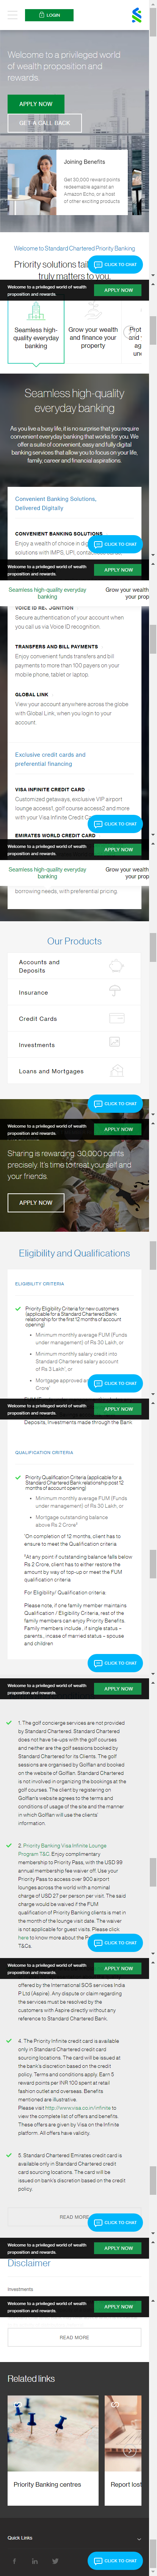 LOGIN
Welcome to a privileged world
of wealth proposition and
rewards.
APPLY NOW
GET A CALL BACK
Joining Benefits
Get 30,000 reward points
redeemable against an
Amazon Echo, or a host
of other exciting products
Welcome to Standard Chartered Priority Banking
Priority solutions tail
truly matters to you.
CLICK TO CHAT
Welcome to a privileged world of wealth
proposition and rewards.
APPLY NOW
Seamless high-
quality everyday
banking
Grow your wealth
and finance your
property
Seamless high-quality
everyday banking
As you live a busy life, it is no surprise that you require
everyday banking that works for you. We
offer a suite of convenient, easy and fully digital
banking services that allow you to focus on your life,
family, career and financial aspirations.
Convenient Banking Solutions,
Delivered Digitally
CONVENIENT BANKING SOLUTIONS
Enjoy a wealth of choice in d
solutions with IMPS, UPI, conta
CLICK TO CHAT
Welcome to a privileged world of wealth
proposition and rewards.
APPLY NOW
Seamless high-quality everyday
banking
Grow your wealth
your prop
VOICE ID RECOGNITION
Secure authentication of your account when
you call us via Voice ID recognition.
TRANSFERS AND BILL PAYMENTS
Enjoy convenient funds transfers and bill
payments to more than 100 payees on your
mobile phone, tablet or laptop.
GLOBAL LINK
View your account anywhere across the globe
with Global Link, when you login to your
account.
Exclusive credit cards and
preferential financing
VISA INFINITE CREDIT CARD
Customized getaways, exclusive VIP airport
lounge access1, golf course access2 and more
with your Visa Infinite Credit C
CLICK TO CHAT
EMIRATES WORLD CREDIT CARD
Welcome to a privileged world of wealth
proposition and rewards.
APPLY NOW
Seamless high-quality everyday
banking
Grow your wealth
your prop
borrowing needs, with preferential pricing.
Our Products
Accounts and
Deposits
Insurance
Credit Cards
Investments
Loans and Mortgages
CLICK TO CHAT
Welcome to a privileged world of wealth
proposition and rewards.
APPLY NOW
Sharing is rewarding. 30,000 points
precisely. It's time to treat yourself and
your friends.
APPLY NOW
Eligibility and Qualifications
ELIGIBILITY CRITERIA
Priority Eligibility Criteria for new customers
(applicable for a Standard Chartered Bank
relationship for the first 12 months of account
opening)
Minimum monthly average FUM (Funds
under management) of Rs 30 Lakh, or
Minimum monthly salary credit into
Standard Chartered salary account
of Rs 3 Lakh¹, or
Mortgage approved a
Crore¹
CLICK TO CHAT
Welcome to a privileged world of wealth
proposition and rewards.
APPLY NOW
Deposits, Investments made through the Bank
QUALIFICATION CRITERIA
Priority Qualification Criteria (applicable for a
Standard Chartered Bank relationship post 12
months of account opening)
Minimum monthly average FUM (Funds
under management) of Rs 30 Lakh, or
Mortgage outstanding balance
above Rs 2 Crore²
¹On completion of 12 months, client has to
ensure to meet the Qualification criteria
²At any point if outstanding balance falls below
Rs 2 Crore, client has to either restore the
amount by way of top-up or meet the FUM
qualification criteria
For Eligibility/ Qualification criteria:
Please note, if one family member maintains
Qualification / Eligibility Criteria, rest of the
family members can enjoy Priority Benefits.
Family members include , if single status –
parents , incase of married status – spouse
and children
CLICK TO CHAT
Welcome to a privileged world of wealth
proposition and rewards.
APPLY NOW
1. The golf concierge services are not provided
by Standard Chartered. Standard Chartered
does not have tie-ups with the golf courses
and neither are the golf sessions booked by
Standard Chartered for its Clients. The golf
sessions are organised by Golflan and booked
with the support of Golflan. Standard Chartered
is not involved in organizing the bookings at the
golf courses. The client by registering on
Golflan's website agrees to the terms and
conditions of usage of the site and the manner
in which Golflan will use the clients'
information.
2. Priority Banking Visa Infinite Lounge
Program T&C. Enjoy complimentary
membership to Priority Pass, with the USD 99
annual membership fee waiver off. Use your
Priority Pass to access over 900 airport
lounges across the world with a nominal
charge of USD 27 per person per visit. The said
charge would be waived if the FUM
qualification of Priority Banking clients is met in
the month of the lounge visit date. The waiver
is not applicable for guest visits. Please click
here to know more about the
T&Cs.
CLICK TO CHAT
Welcome to a privileged world of wealth
proposition and rewards.
APPLY NOW
offered by the International SOS services India
P Ltd (Aspire). Any dispute or claim regarding
the services must be resolved by the
customers with Aspire directly without any
reference to Standard Chartered Bank.
4. The Priority Infinite credit card is available
only in Standard Chartered credit card
sourcing locations. The card will be issued at
the bank's discretion based on the credit
policy. Terms and conditions apply. Earn 5
reward points per INR 100 spent at retail
fashion outlet and overseas. Benefits
mentioned are illustrative.
Please visit http://www.visa.co.in/infinite to
view the complete list of offers and benefits.
These offers are given by Visa on the Infinite
platform. All offers have validity.
5. Standard Chartered Emirates credit card is
available only in Standard Chartered credit
card sourcing locations. The card will be
issued on bank's discretion based on the credit
policy.
READ MORE
CLICK TO CHAT
Welcome to a privileged world of wealth
proposition and rewards.
APPLY NOW
Disclaimer
Investments
Welcome to a privileged world of wealth
proposition and rewards.
APPLY NOW
READ MORE
Related links
Priority Banking centres
Report lost
Quick Links
CLICK TO CHAT